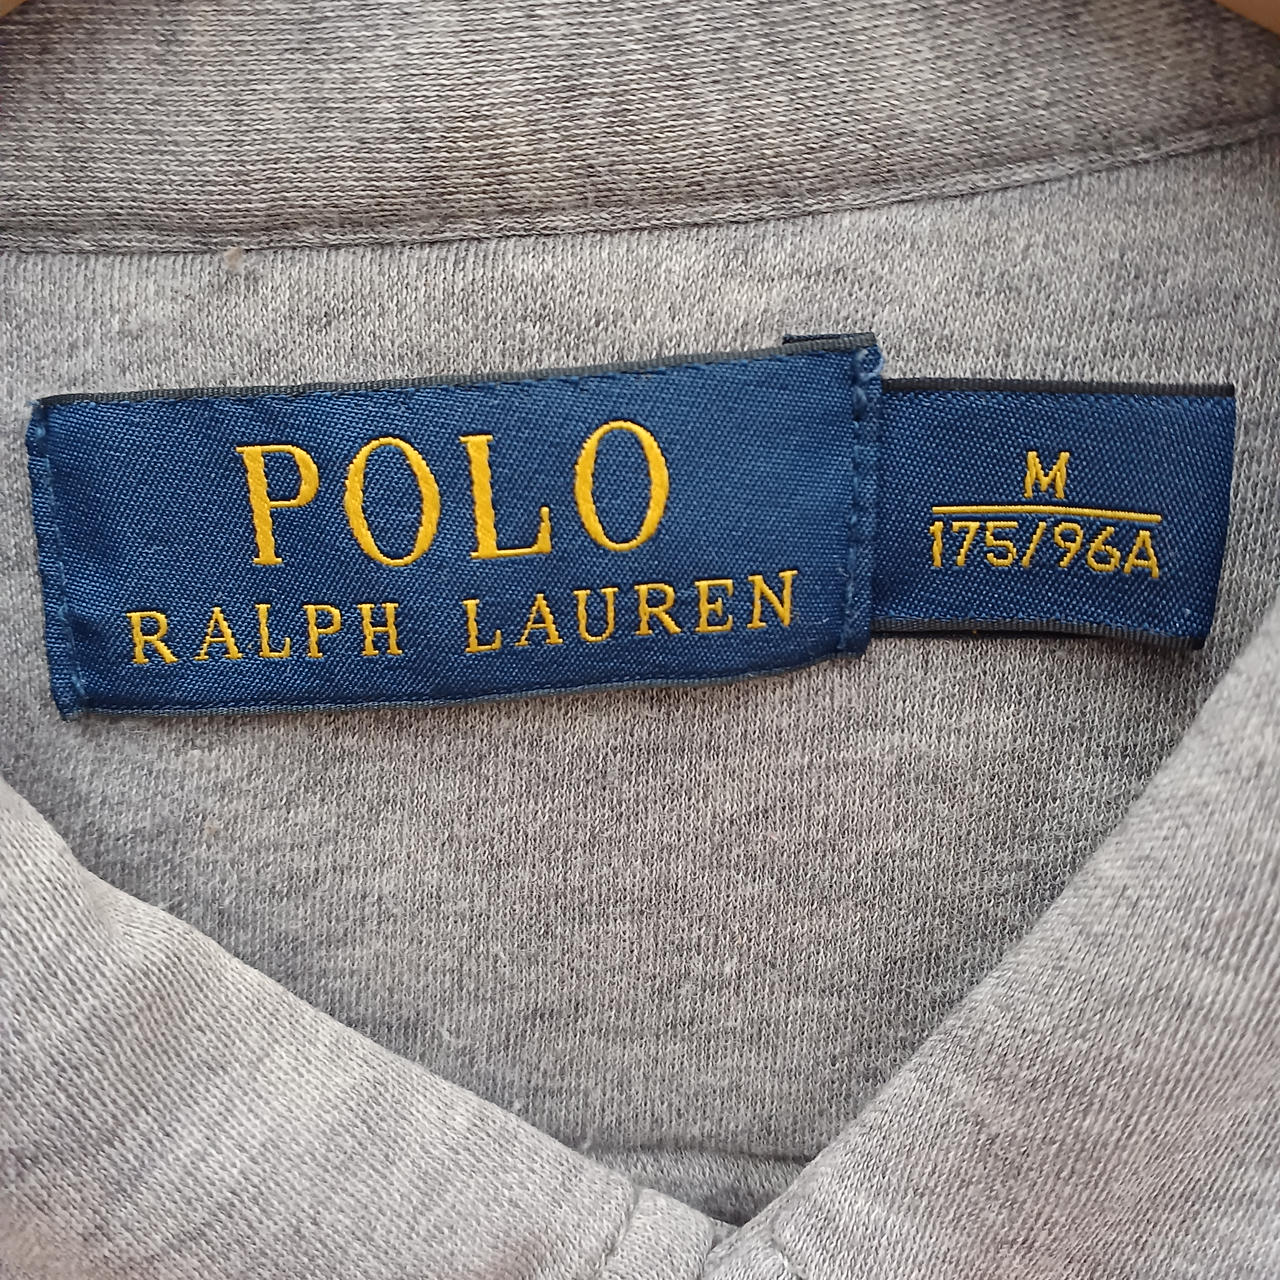 POLO
RALPH LAUREN
M
175/96A